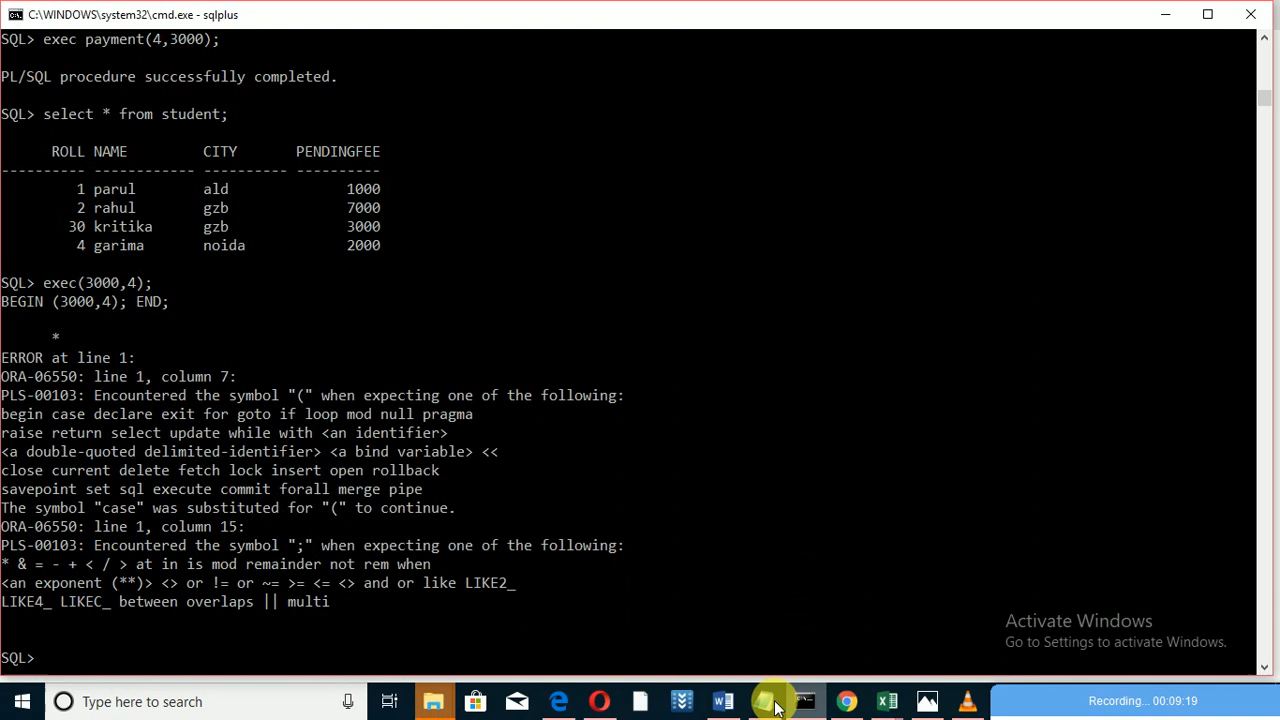 C:\WINDOWS\system32\cmd.exe - sqlplus
SQL> exec payment(4,3000);
PL/SQL procedure successfully completed.
SQL> select * from student;
ROLL NAME CITY PENDINGFEE
---------- ------------ ---------- ----------
1 parul ald 1000
2 rahul gzb 7000
30 kritika gzb 3000
4 garima noida 2000
SQL> exec(3000,4);
BEGIN (3000,4); END;
*
ERROR at line 1:
ORA-06550: line 1, column 7:
PLS-00103: Encountered the symbol "(" when expecting one of the following:
begin case declare exit for goto if loop mod null pragma
raise return select update while with <an identifier>
<a double-quoted delimited-identifier> <a bind variable> <<
close current delete fetch lock insert open rollback
savepoint set sql execute commit forall merge pipe
The symbol "case" was substituted for "(" to continue.
ORA-06550: line 1, column 15:
PLS-00103: Encountered the symbol ";" when expecting one of the following:
* & = - + < / > at in is mod remainder not rem when
<an exponent (**)> <> or != or ~= >= <= <> and or like LIKE2_
LIKE4_ LIKEC_ between overlaps || multi
SQL>
Activate Windows
Go to Settings to activate Windows.
Type here to search
Recording... 00:09:19